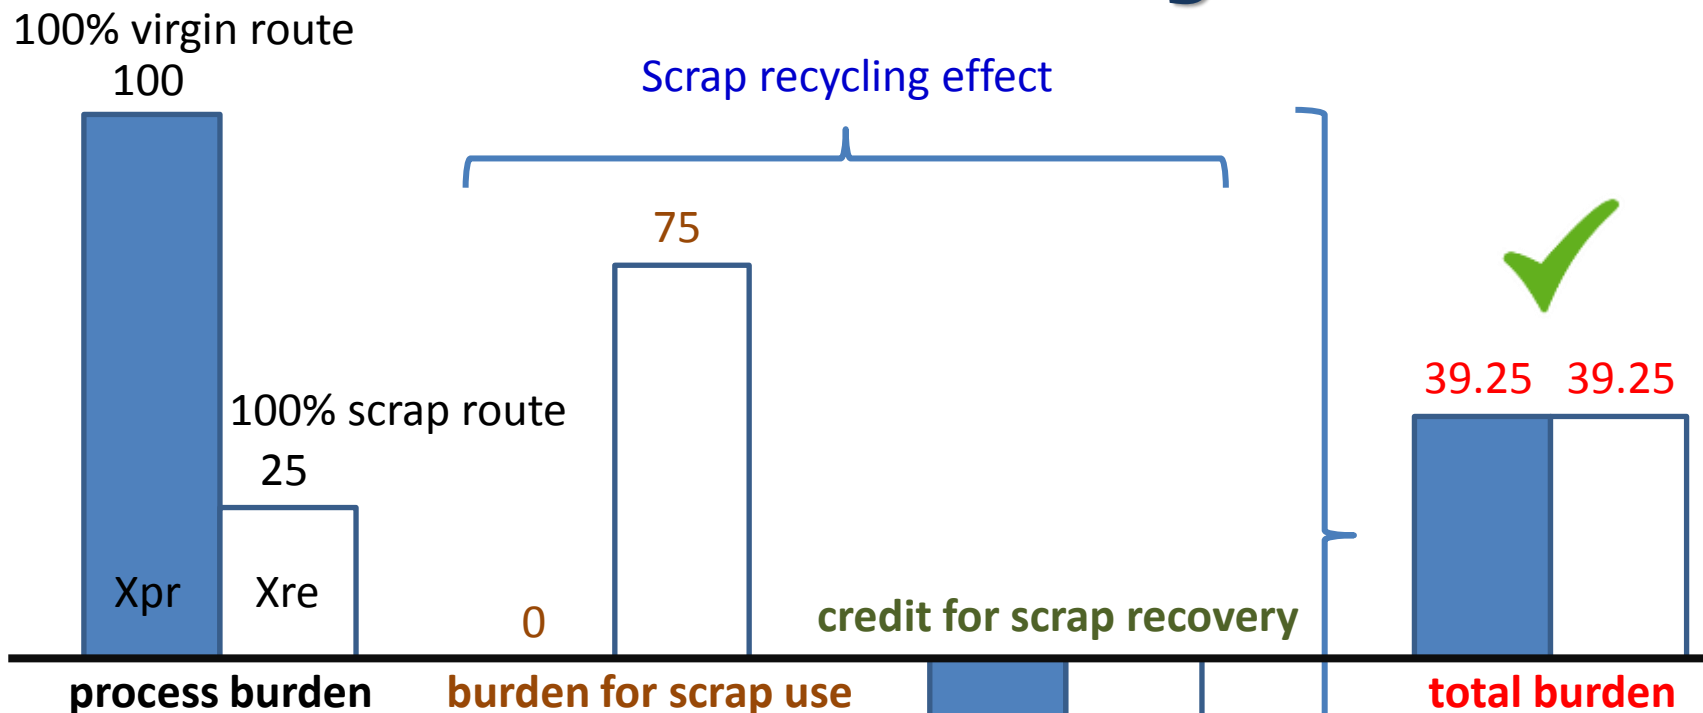 100% virgin route
100
Scrap recycling effect
75
39.25 39.25
100% scrap route
25
Xpr Xre
0
credit for scrap recovery
process burden
burden for scrap use
total burden